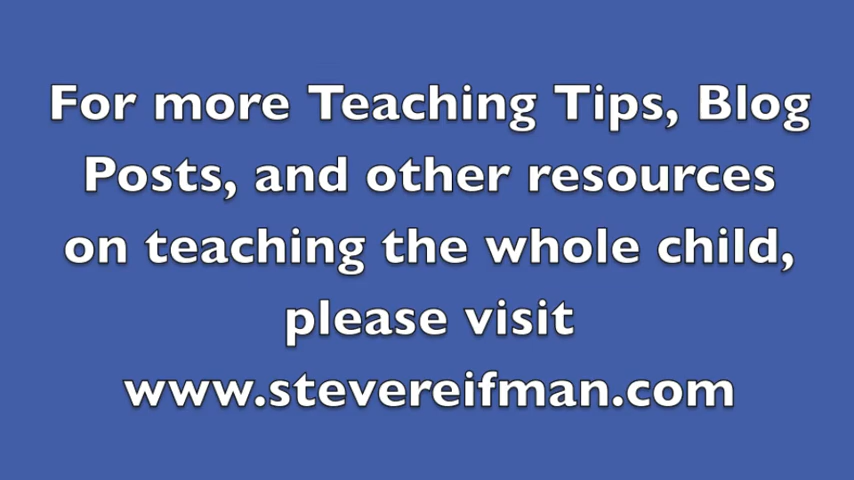 For more Teaching Tips, Blog
Posts, and other resources
on teaching the whole child,
please visit
www.stevereifman.com